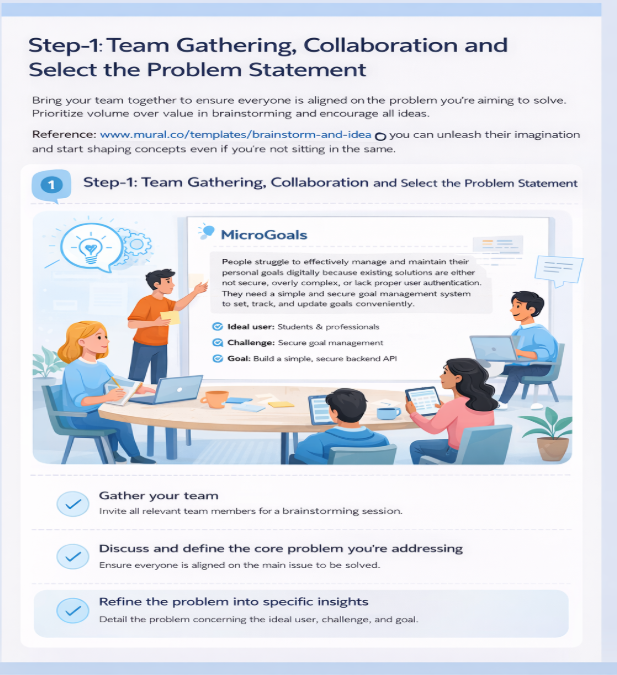 Step-1: Team Gathering, Collaboration and
Select the Problem Statement
Bring your team together to ensure everyone is aligned on the problem you're aiming to solve.
Prioritize volume over value in brainstorming and encourage all ideas.
Reference: www.mural.co/templates/brainstorm-and-idea you can unleash their imagination
and start shaping concepts even if you're not sitting in the same.
1
Step-1: Team Gathering, Collaboration and Select the Problem Statement
MicroGoals
People struggle to effectively manage and maintain their
personal goals digitally because existing solutions are either
not secure, overly complex, or lack proper user authentication.
They need a simple and secure goal management system
to set, track, and update goals conveniently.
Ideal user: Students & professionals
Challenge: Secure goal management
Goal: Build a simple, secure backend API
Gather your team
Invite all relevant team members for a brainstorming session.
Discuss and define the core problem you're addressing
Ensure everyone is aligned on the main issue to be solved.
Refine the problem into specific insights
Detail the problem concerning the ideal user, challenge, and goal.